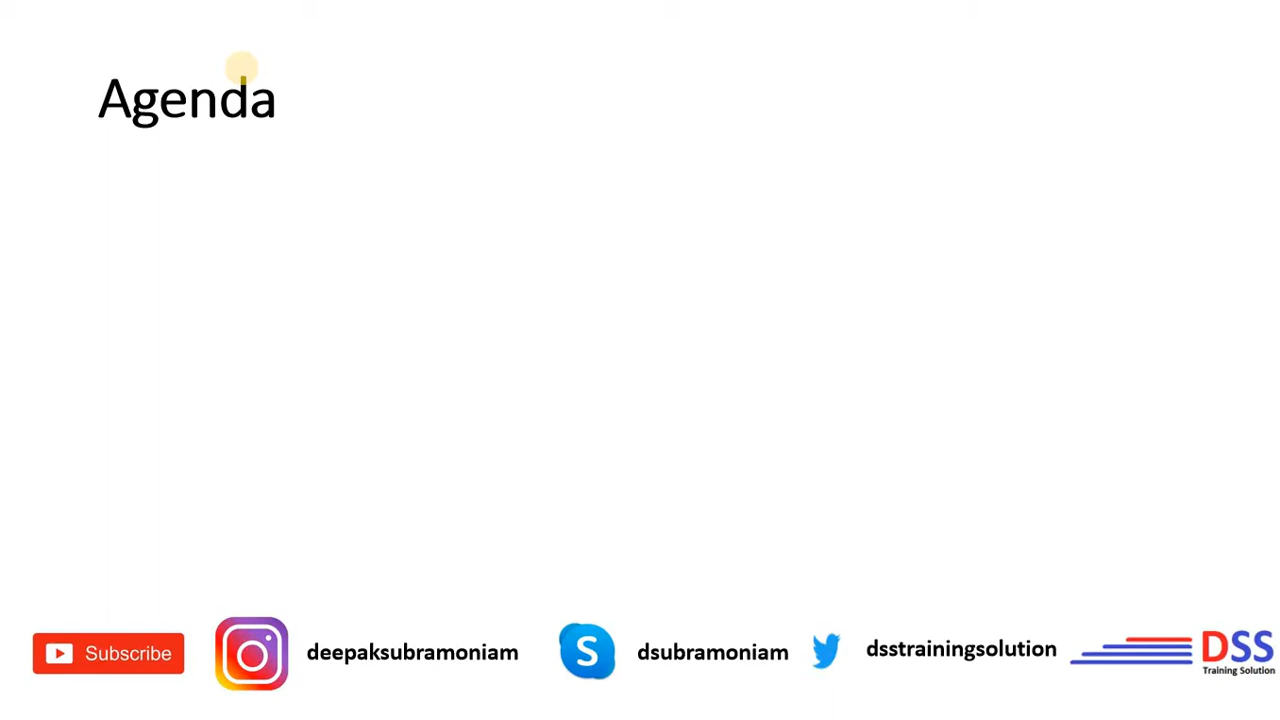 Agenda
Subscribe
deepaksubramoniam
S
dsubramoniam
dsstrainingsolution
DSS
Training Solution